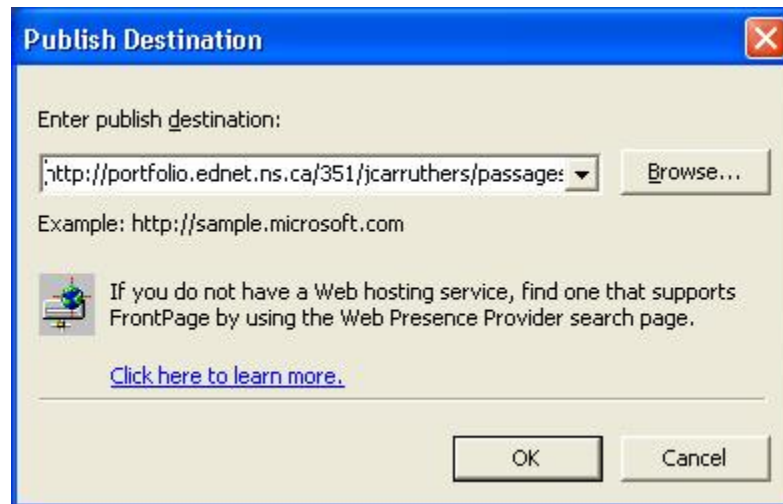 Publish Destination
Enter publish destination:
http://portfolio.ednet.ns.ca/351/jcarruthers/passages
Browse...
Example: http://sample.microsoft.com
If you do not have a Web hosting service, find one that supports
FrontPage by using the Web Presence Provider search page.
Click here to learn more.
OK
Cancel